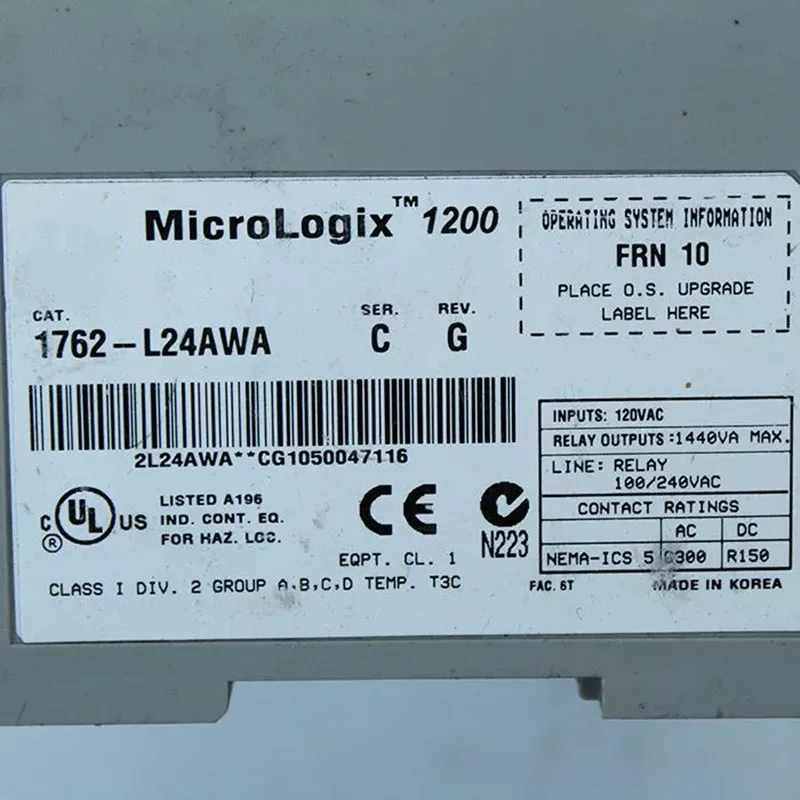 MicroLogix™ 1200
OPERATING SYSTEM INFORMATION
FRN 10
PLACE O.S. UPGRADE
LABEL HERE
CAT.
1762-L24AWA
SER.
C
REV.
G
2L24AWA**CG1050047116
INPUTS: 120VAC
RELAY OUTPUTS:1440VA MAX.
LINE: RELAY
100/240VAC
CONTACT RATINGS
AC DC
NEMA-ICS 5 C300 R150
C UL US
®
LISTED A196
IND. CONT. EQ.
FOR HAZ. LOC.
CE
N223
EQPT. CL. 1
CLASS I DIV. 2 GROUP A,B,C,D TEMP. T3C
FAC. 6T
MADE IN KOREA